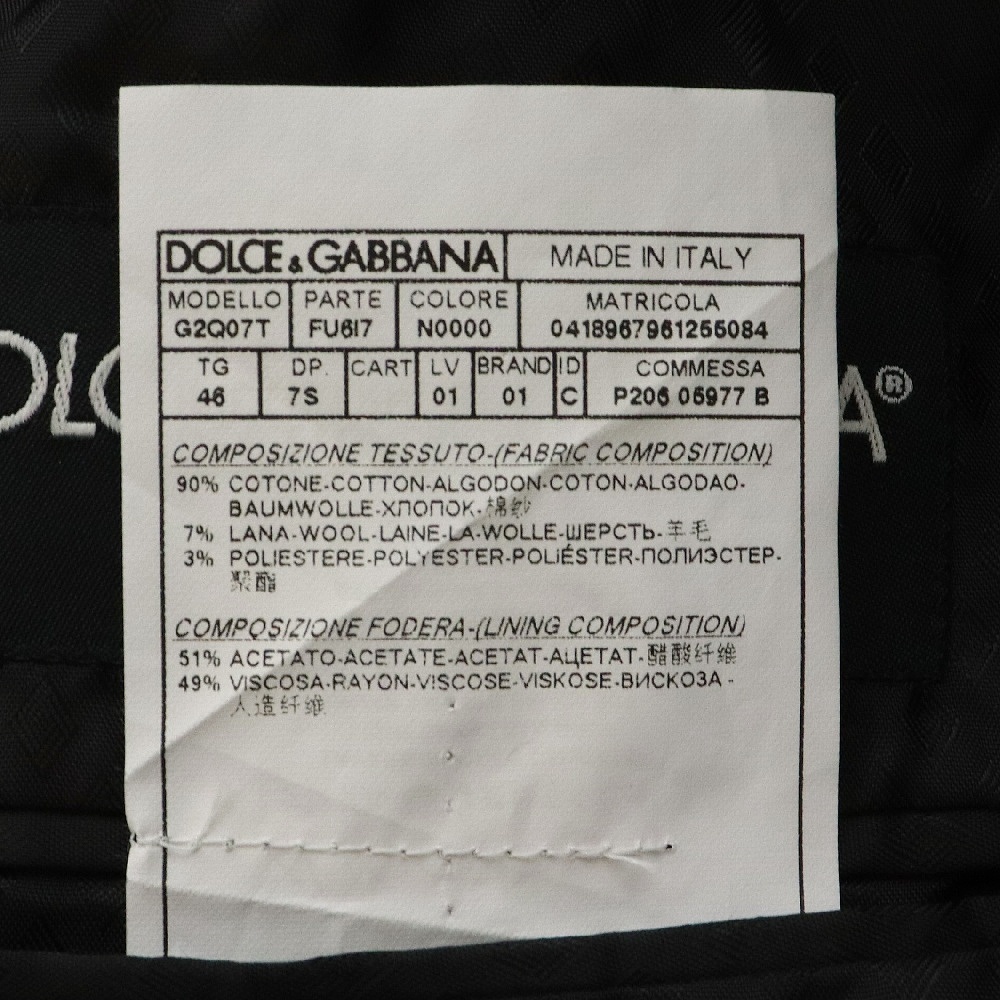 DOLCE & GABBANA MADE IN ITALY
MODELLO PARTE COLORE MATRICOLA
G2Q07T FU6I7 N0000 0418967961255084
TG DP. CART LV BRAND ID COMMESSA
46 7S 01 01 C P206 05977 B
DOLC A®
COMPOSIZIONE TESSUTO-(FABRIC COMPOSITION)
90% COTONE-COTTON-ALGODON-COTON-ALGODAO-
BAUMWOLLE-ХЛОПОК-棉纱
7% LANA-WOOL-LAINE-LA-WOLLE-ШЕРСТЬ-羊毛
3% POLIESTERE-POLYESTER-POLIÉSTER-ПОЛИЭСТЕР-
聚酯
COMPOSIZIONE FODERA-(LINING COMPOSITION)
51% ACETATO-ACETATE-ACETAT-АЦЕТАТ-醋酸纤维
49% VISCOSA-RAYON-VISCOSE-VISKOSE-ВИСКОЗА-
人造纤维